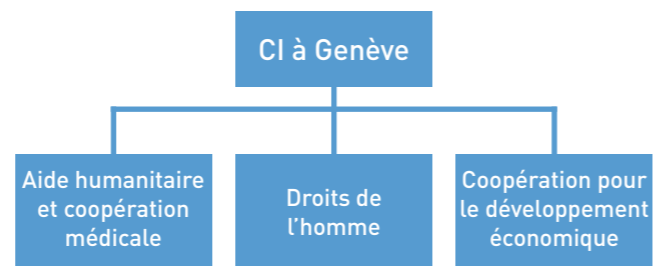 CI à Genève
Aide humanitaire
et coopération
médicale
Droits de
l'homme
Coopération pour
le développement
économique